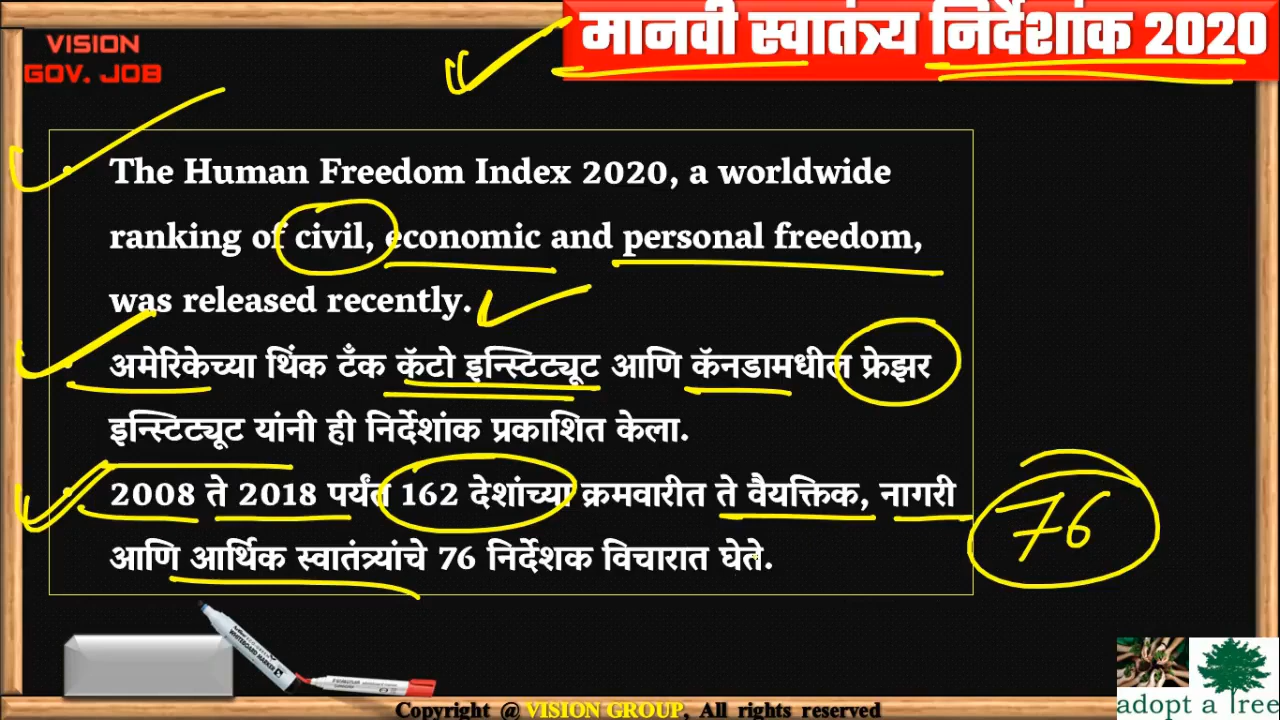 मानवी स्वातंत्र्य निर्देशांक 2020
VISION
GOV. JOB
The Human Freedom Index 2020, a worldwide
ranking of civil, economic and personal freedom,
was released recently.
अमेरिकेच्या थिंक टँक कॅटो इन्स्टिट्यूट आणि कॅनडामधील फ्रेझर
इन्स्टिट्यूट यांनी ही निर्देशांक प्रकाशित केला.
2008 ते 2018 पर्यंत 162 देशांच्या क्रमवारीत ते वैयक्तिक, नागरी
आणि आर्थिक स्वातंत्र्यांचे 76 निर्देशक विचारात घेते.
76
adopt a Tree
Copyright @ VISION GROUP, All rights reserved